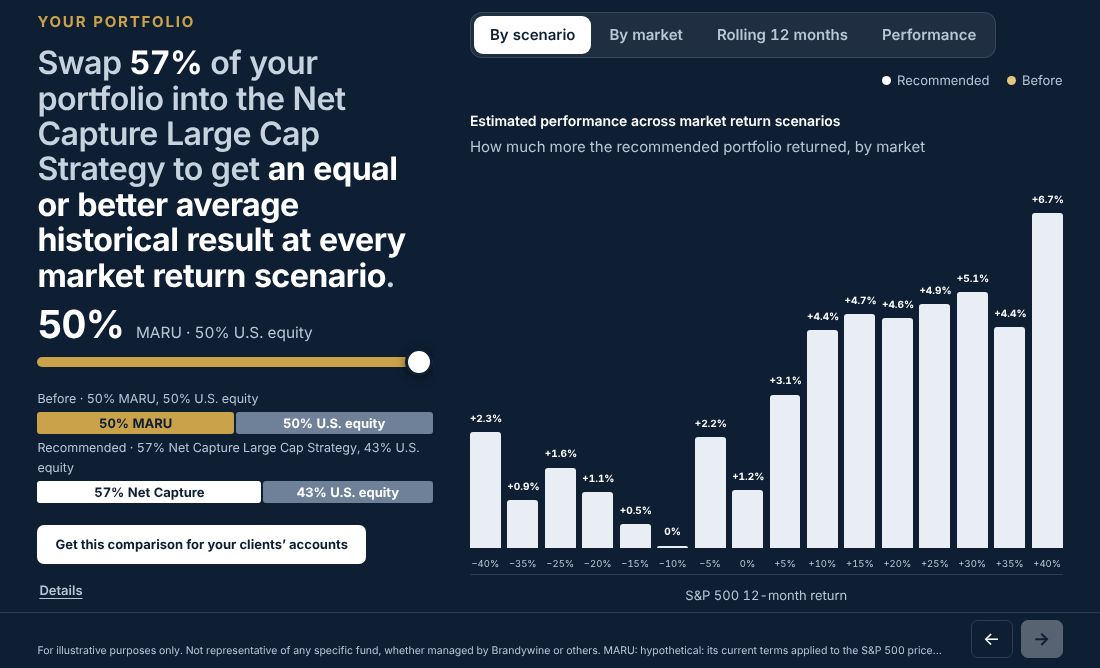 YOUR PORTFOLIO
Swap 57% of your
portfolio into the Net
Capture Large Cap
Strategy to get an equal
or better average
historical result at every
market return scenario.
50% MARU · 50% U.S. equity
Before · 50% MARU, 50% U.S. equity
50% MARU 50% U.S. equity
Recommended · 57% Net Capture Large Cap Strategy, 43% U.S.
equity
57% Net Capture 43% U.S. equity
Get this comparison for your clients’ accounts
Details
By scenario By market Rolling 12 months Performance
Recommended Before
Estimated performance across market return scenarios
How much more the recommended portfolio returned, by market
+2.3% +0.9% +1.6% +1.1% +0.5% 0% +2.2% +1.2% +3.1% +4.4% +4.7% +4.6% +4.9% +5.1% +4.4% +6.7%
−40% −35% −25% −20% −15% −10% −5% 0% +5% +10% +15% +20% +25% +30% +35% +40%
S&P 500 12-month return
For illustrative purposes only. Not representative of any specific fund, whether managed by Brandywine or others. MARU: hypothetical: its current terms applied to the S&P 500 price...